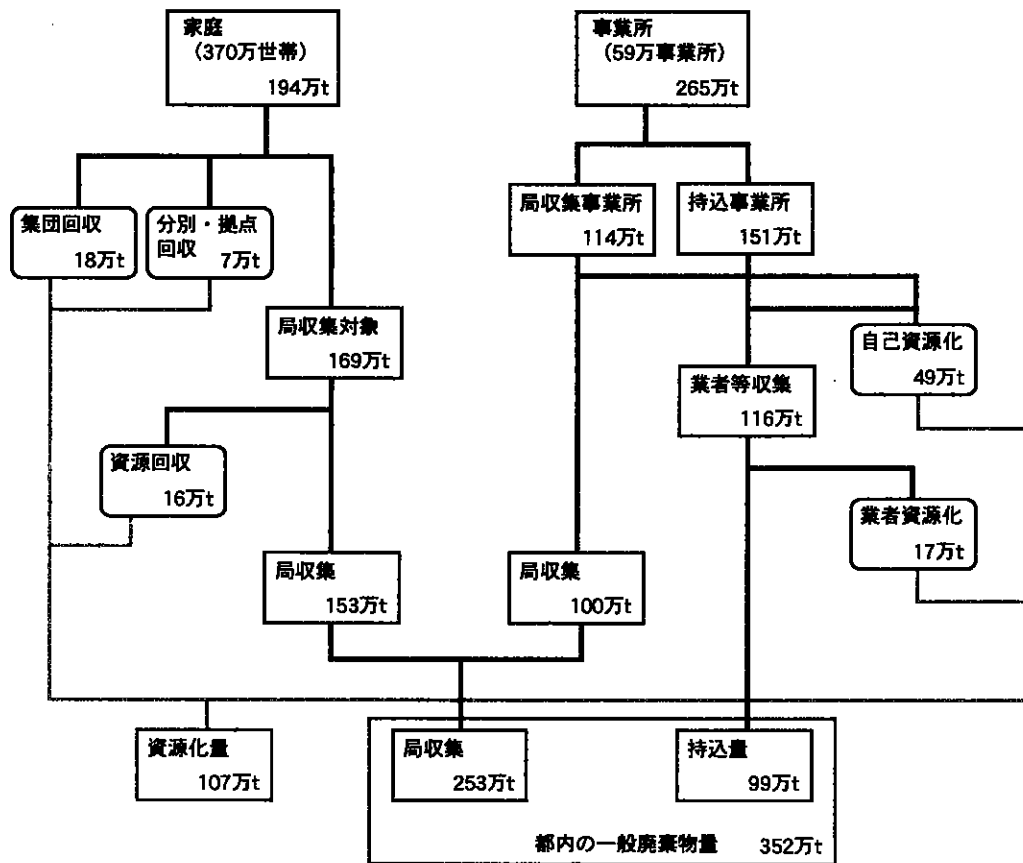 家庭
（370万世帯）
194万t
事業所
（59万事業所）
265万t
集団回収
18万t
分別・拠点
回収 7万t
局収集事業所
114万t
持込事業所
151万t
局収集対象
169万t
自己資源化
49万t
業者等収集
116万t
資源回収
16万t
業者資源化
17万t
局収集
153万t
局収集
100万t
資源化量
107万t
局収集
253万t
持込量
99万t
都内の一般廃棄物量 352万t